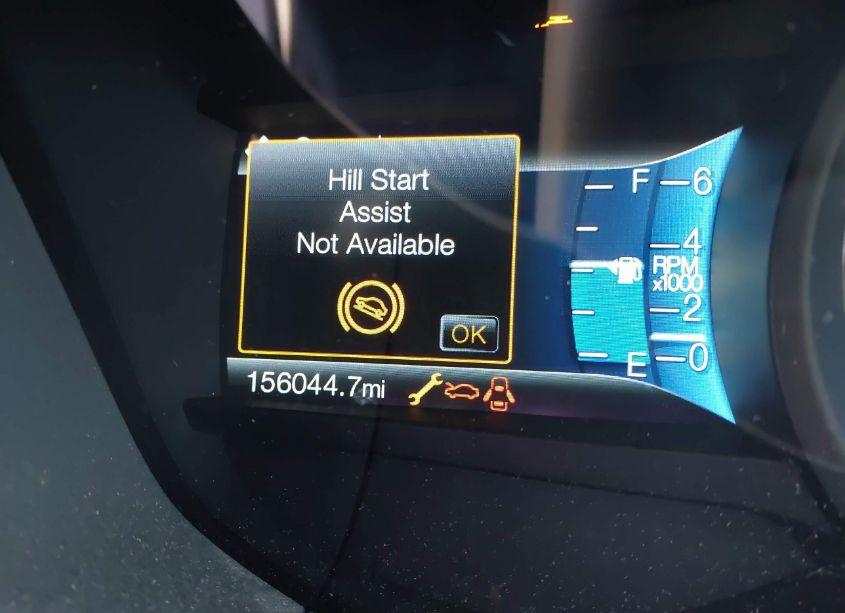 Hill Start
Assist
Not Available
OK
156044.7mi
F
E
6
4
RPM
x1000
2
0